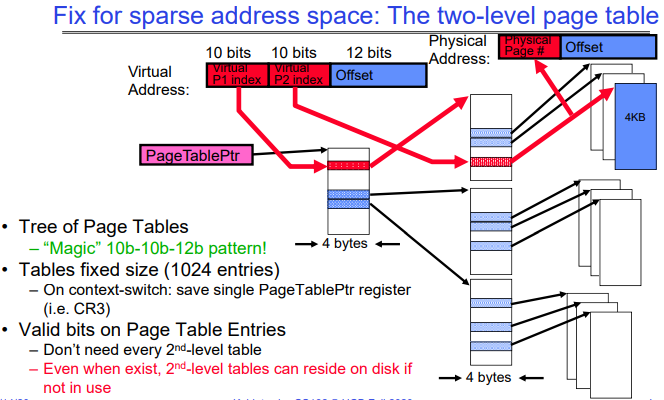 Fix for sparse address space: The two-level page table
Physical
Address:
Physical
Page #
Offset
10 bits
10 bits
12 bits
Virtual
Address:
Virtual
P1 index
Virtual
P2 index
Offset
4KB
PageTablePtr
4 bytes
• Tree of Page Tables
– “Magic” 10b-10b-12b pattern!
• Tables fixed size (1024 entries)
– On context-switch: save single PageTablePtr register
(i.e. CR3)
• Valid bits on Page Table Entries
– Don’t need every 2nd-level table
– Even when exist, 2nd-level tables can reside on disk if
not in use
4 bytes